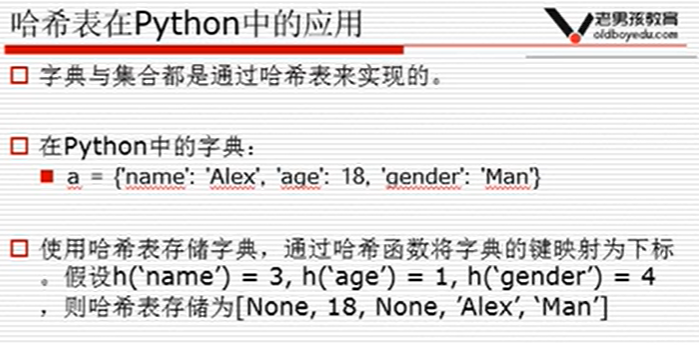 哈希表在Python中的应用
老男孩教育
oldboyedu.com
字典与集合都是通过哈希表来实现的。
在Python中的字典:
a = {'name': 'Alex', 'age': 18, 'gender': 'Man'}
使用哈希表存储字典，通过哈希函数将字典的键映射为下标
。假设h(‘name’) = 3, h(‘age’) = 1, h(‘gender’) = 4
，则哈希表存储为[None, 18, None, ’Alex’, ‘Man’]